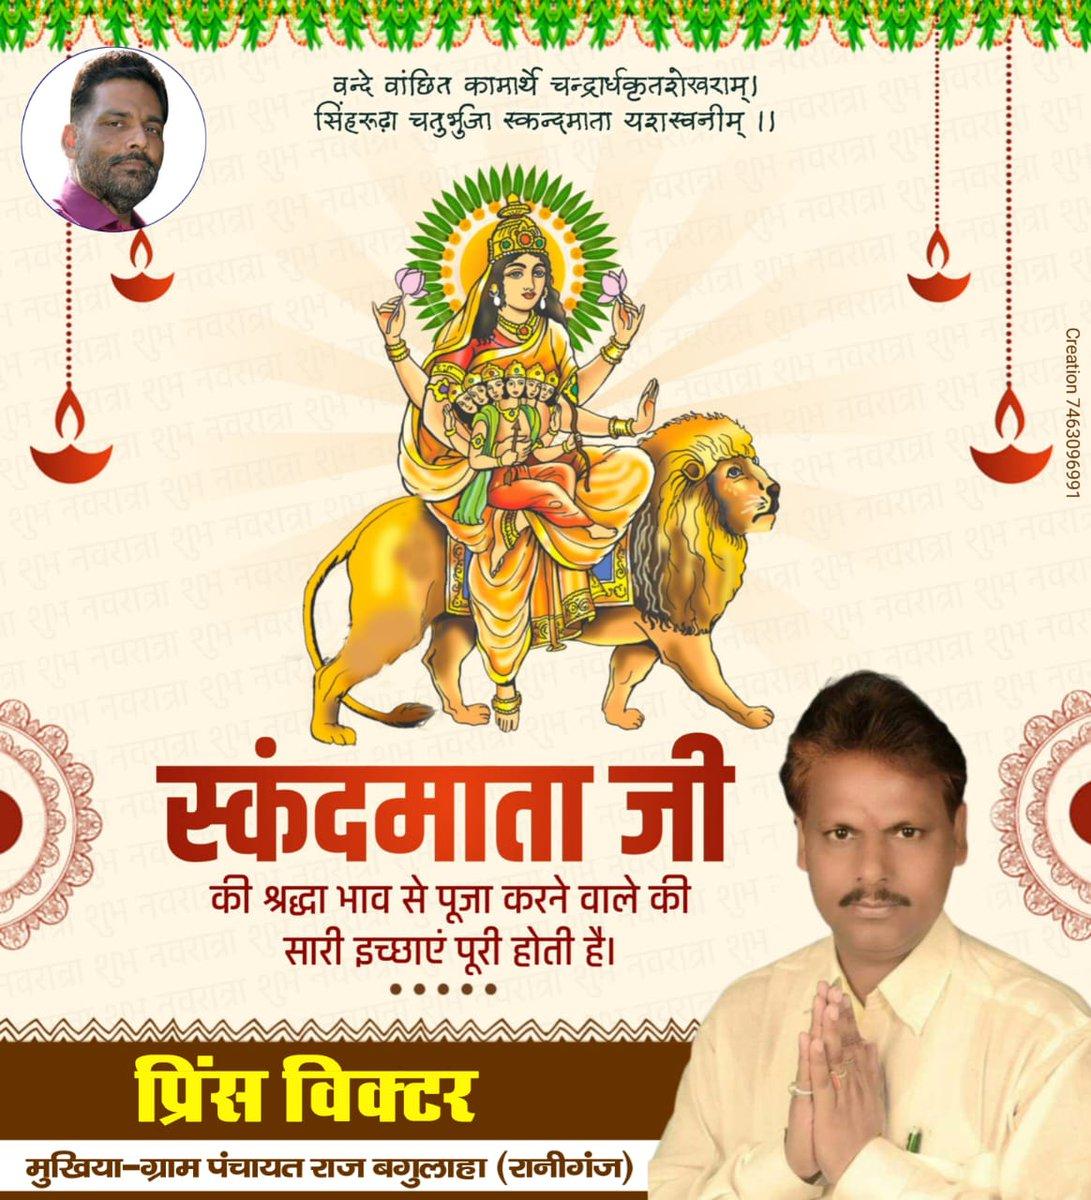 वन्दे वांछित कामार्थे चन्द्रार्धकृतशेखराम्।
सिंहरूढ़ा चतुर्भुजा स्कन्दमाता यशस्वनीम् ।।
Creation 7463096991
स्कंदमाता जी
की श्रद्धा भाव से पूजा करने वाले की
सारी इच्छाएं पूरी होती है।
प्रिंस विक्टर
मुखिया-ग्राम पंचायत राज बगुलाहा (रानीगंज)